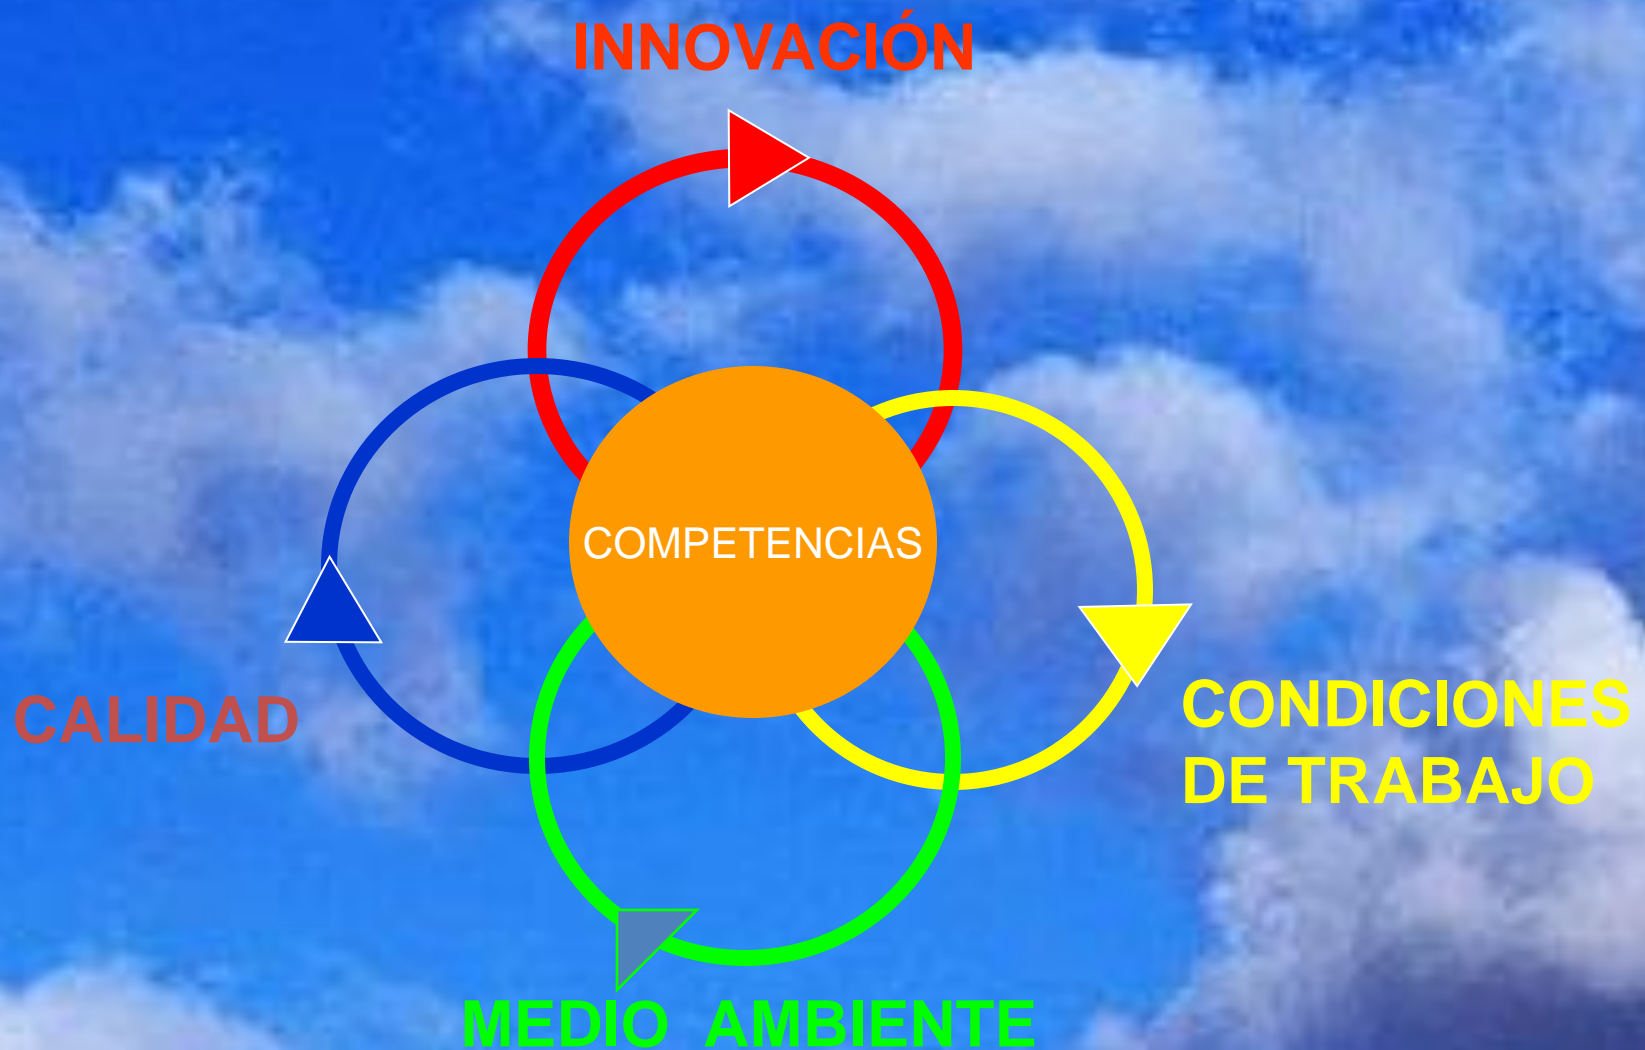 INNOVACIÓN
COMPETENCIAS
CALIDAD
CONDICIONES
DE TRABAJO
MEDIO AMBIENTE